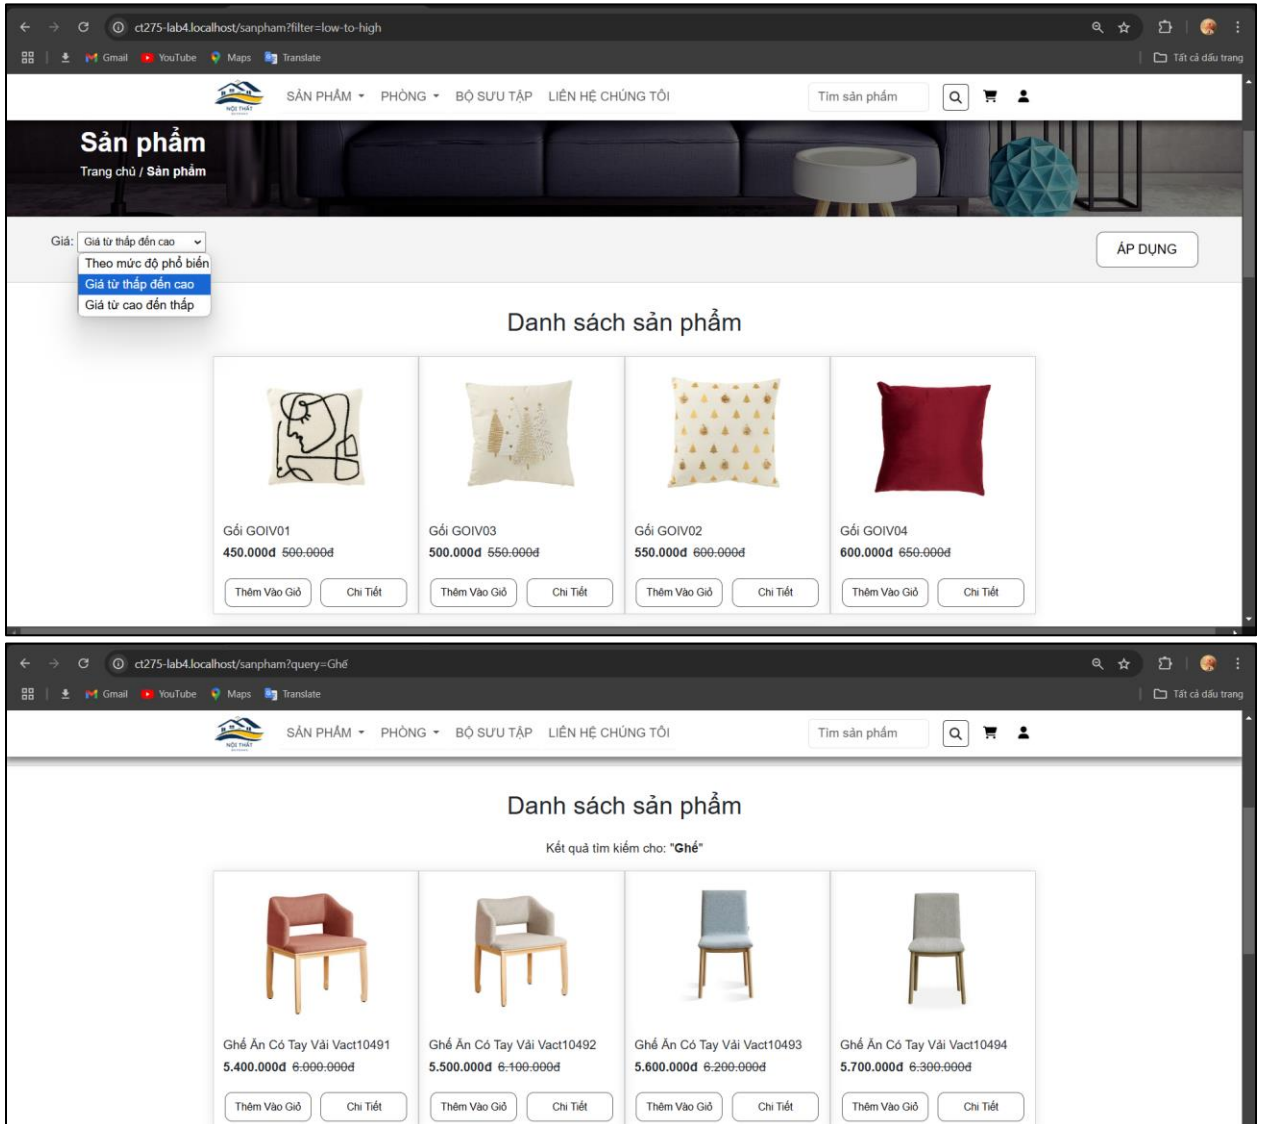 ct275-lab4.localhost/sanpham?filter=low-to-high
Gmail YouTube Maps Translate Tất cả dấu trang
NỘI THẤT
SẢN PHẨM PHÒNG BỘ SƯU TẬP LIÊN HỆ CHÚNG TÔI Tìm sản phẩm
Sản phẩm
Trang chủ / Sản phẩm
Giá: Giá từ thấp đến cao
ÁP DỤNG
Theo mức độ phổ biến
Giá từ thấp đến cao
Giá từ cao đến thấp
Danh sách sản phẩm
Gối GOIV01 Gối GOIV03 Gối GOIV02 Gối GOIV04
450.000đ 500.000đ 500.000đ 550.000đ 550.000đ 600.000đ 600.000đ 650.000đ
Thêm Vào Giỏ Chi Tiết Thêm Vào Giỏ Chi Tiết Thêm Vào Giỏ Chi Tiết Thêm Vào Giỏ Chi Tiết
ct275-lab4.localhost/sanpham?query=Ghế
Gmail YouTube Maps Translate Tất cả dấu trang
NỘI THẤT
SẢN PHẨM PHÒNG BỘ SƯU TẬP LIÊN HỆ CHÚNG TÔI Tìm sản phẩm
Danh sách sản phẩm
Kết quả tìm kiếm cho: "Ghế"
Ghế Ăn Có Tay Vải Vact10491 Ghế Ăn Có Tay Vải Vact10492 Ghế Ăn Có Tay Vải Vact10493 Ghế Ăn Có Tay Vải Vact10494
5.400.000đ 6.000.000đ 5.500.000đ 6.100.000đ 5.600.000đ 6.200.000đ 5.700.000đ 6.300.000đ
Thêm Vào Giỏ Chi Tiết Thêm Vào Giỏ Chi Tiết Thêm Vào Giỏ Chi Tiết Thêm Vào Giỏ Chi Tiết